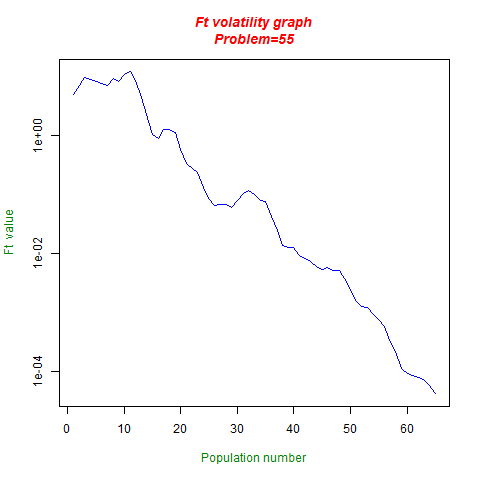 Ft volatility graph
Problem=55
Ft value
1e+00
1e-02
1e-04
0 10 20 30 40 50 60
Population number